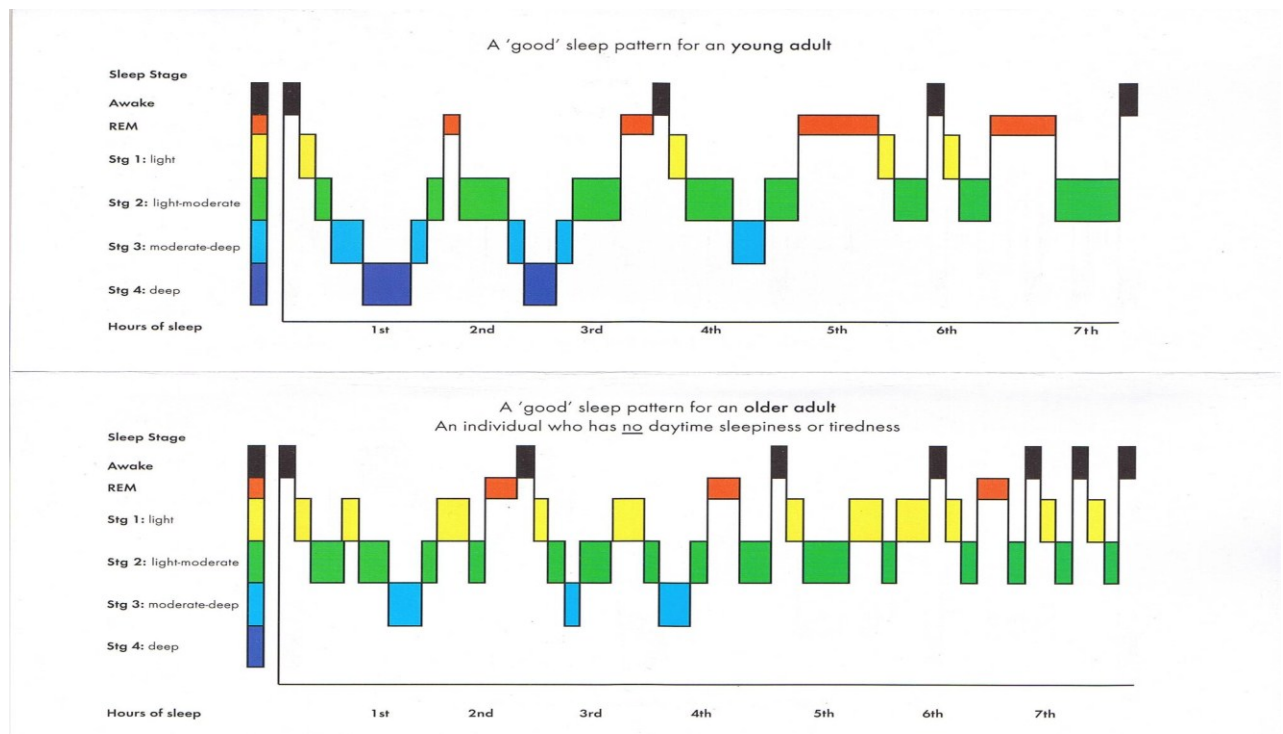 A 'good' sleep pattern for an young adult
Sleep Stage
Awake
REM
Stg 1: light
Stg 2: light-moderate
Stg 3: moderate-deep
Stg 4: deep
Hours of sleep 1st 2nd 3rd 4th 5th 6th 7th
A 'good' sleep pattern for an older adult
An individual who has no daytime sleepiness or tiredness
Sleep Stage
Awake
REM
Stg 1: light
Stg 2: light-moderate
Stg 3: moderate-deep
Stg 4: deep
Hours of sleep 1st 2nd 3rd 4th 5th 6th 7th